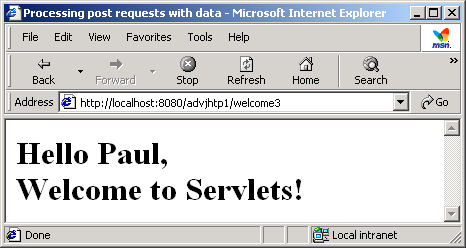 Processing post requests with data - Microsoft Internet Explorer
File Edit View Favorites Tools Help
msn.
Back Forward Stop Refresh Home Search
Address http://localhost:8080/advjhtp1/welcome3 Go
Hello Paul,
Welcome to Servlets!
Done Local intranet